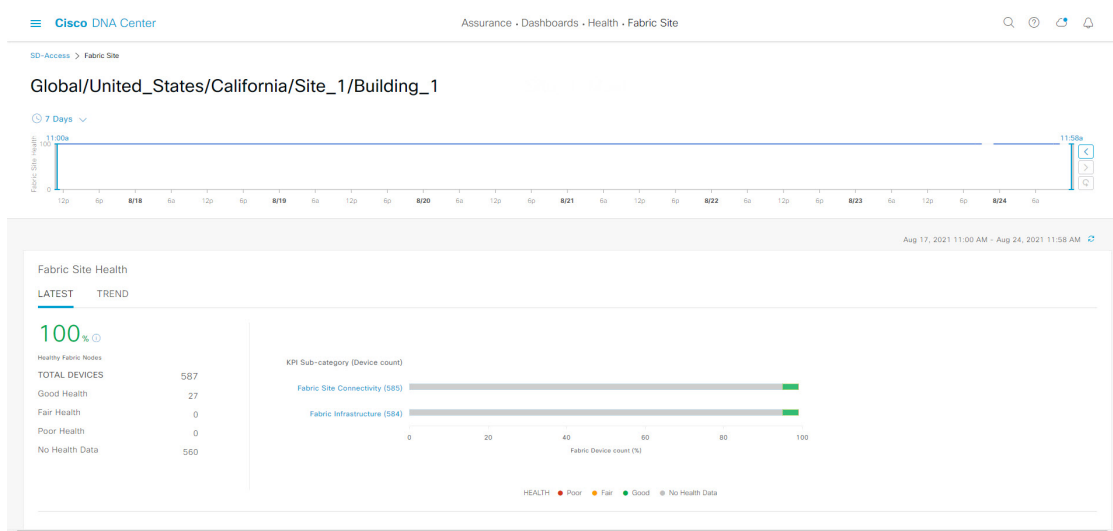 Cisco DNA Center
Assurance • Dashboards • Health • Fabric Site
SD-Access > Fabric Site
Global/United_States/California/Site_1/Building_1
7 Days
11:00a 11:58a
Fabric Site Health
100
0
12p 6p 8/18 6a 12p 6p 8/19 6a 12p 6p 8/20 6a 12p 6p 8/21 6a 12p 6p 8/22 6a 12p 6p 8/23 6a 12p 6p 8/24 6a
Aug 17, 2021 11:00 AM - Aug 24, 2021 11:58 AM
Fabric Site Health
LATEST TREND
100%
Healthy Fabric Nodes
TOTAL DEVICES 587
Good Health 27
Fair Health 0
Poor Health 0
No Health Data 560
KPI Sub-category (Device count)
Fabric Site Connectivity (585)
Fabric Infrastructure (584)
0 20 40 60 80 100
Fabric Device count (%)
HEALTH Poor Fair Good No Health Data